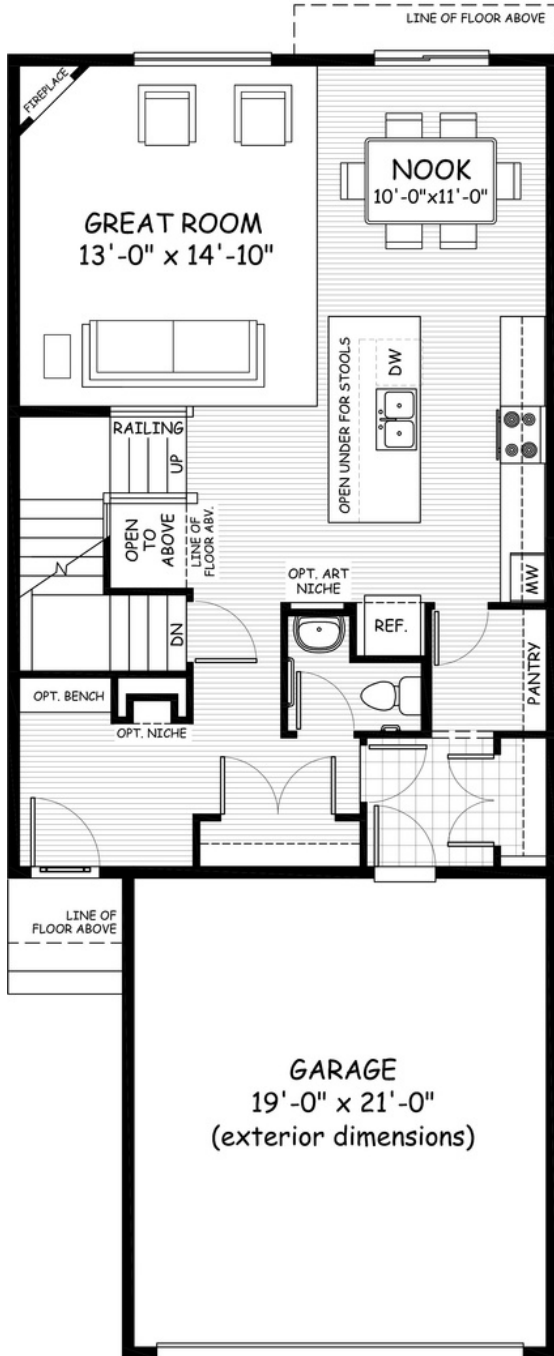 LINE OF FLOOR ABOVE
FIREPLACE
NOOK
10'-0"x11'-0"
GREAT ROOM
13'-0" x 14'-10"
OPEN UNDER FOR STOOLS
DW
RAILING
UP
OPEN
TO
ABOVE
LINE OF
FLOOR ABV.
OPT. ART
NICHE
MW
REF.
DN
PANTRY
OPT. BENCH
OPT. NICHE
LINE OF
FLOOR ABOVE
GARAGE
19'-0" x 21'-0"
(exterior dimensions)